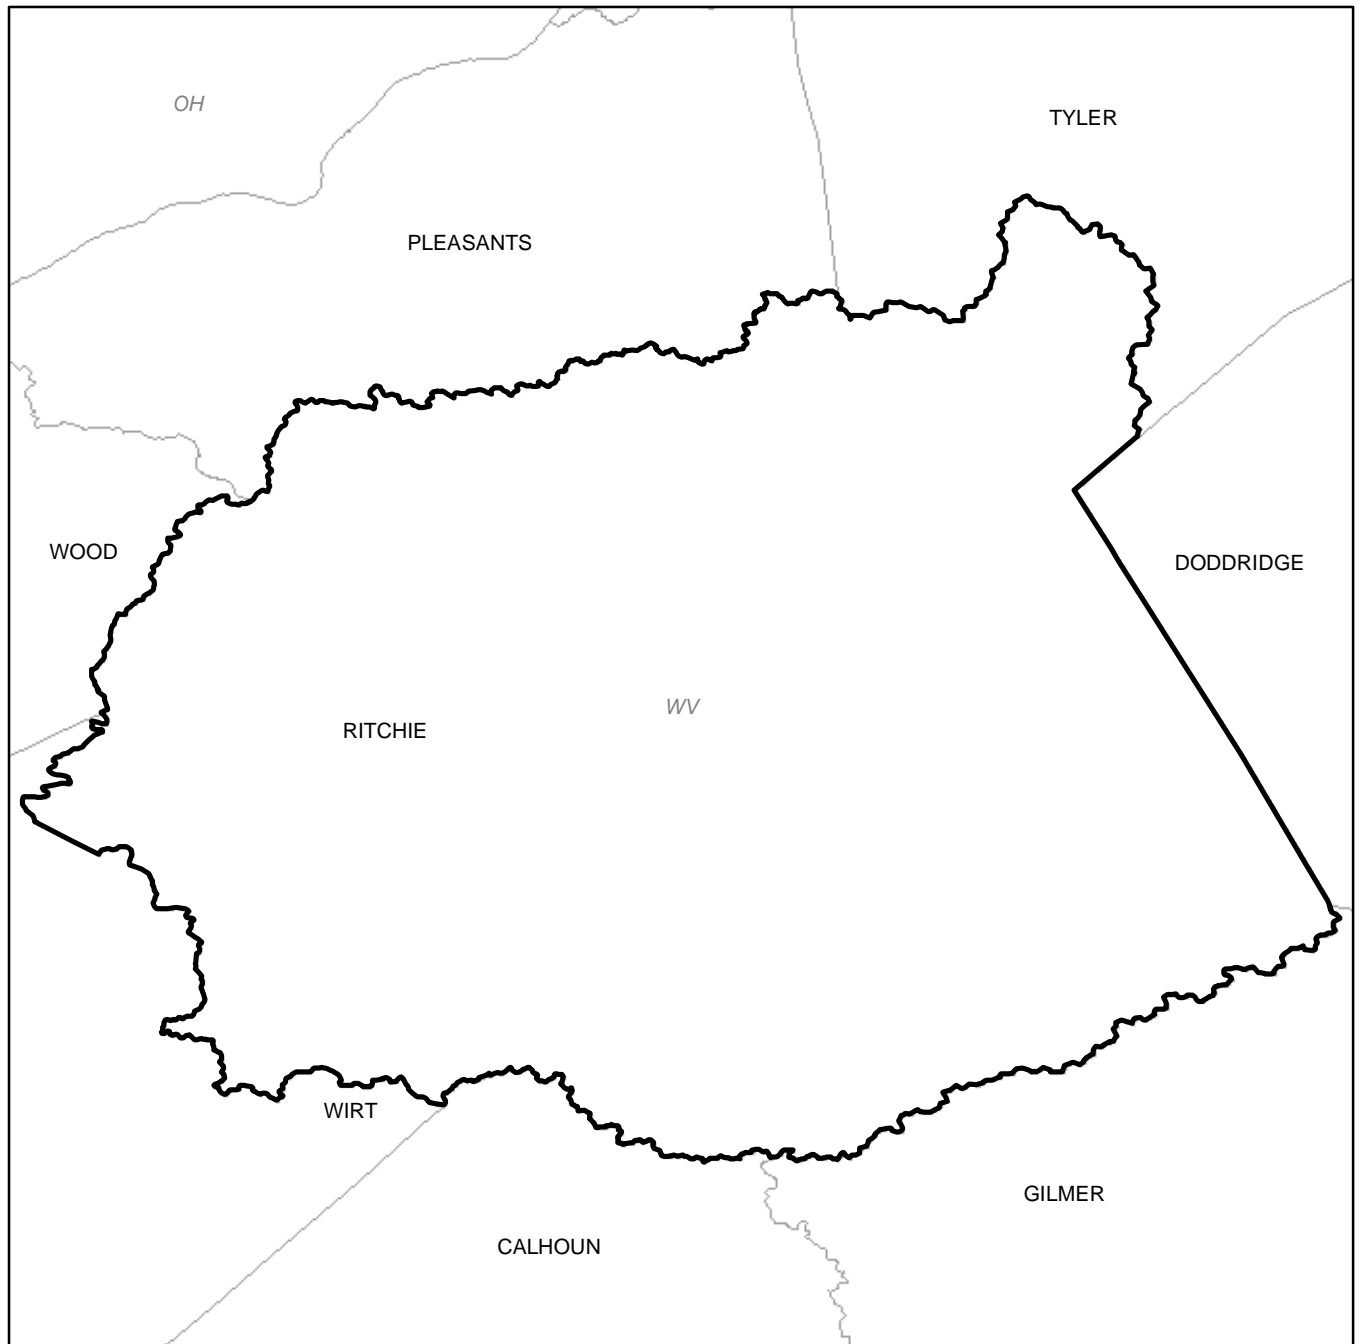 OH
TYLER
PLEASANTS
WOOD
DODDRIDGE
WV
RITCHIE
WIRT
GILMER
CALHOUN